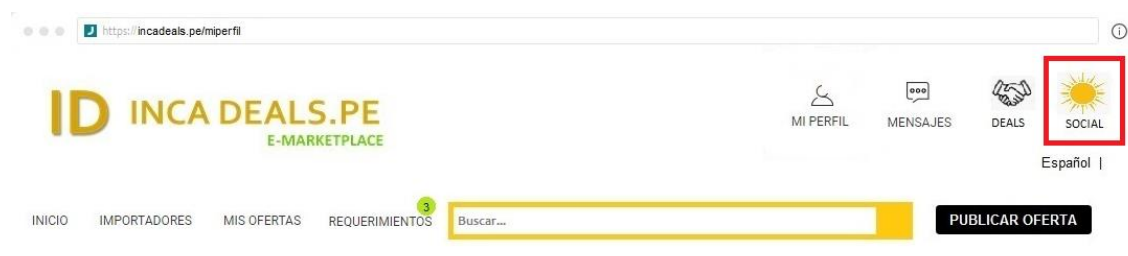 https://incadeals.pe/miperfil
ID INCA DEALS.PE
E-MARKETPLACE
MI PERFIL MENSAJES DEALS SOCIAL
Español |
INICIO IMPORTADORES MIS OFERTAS REQUERIMIENTOS 3 Buscar... PUBLICAR OFERTA